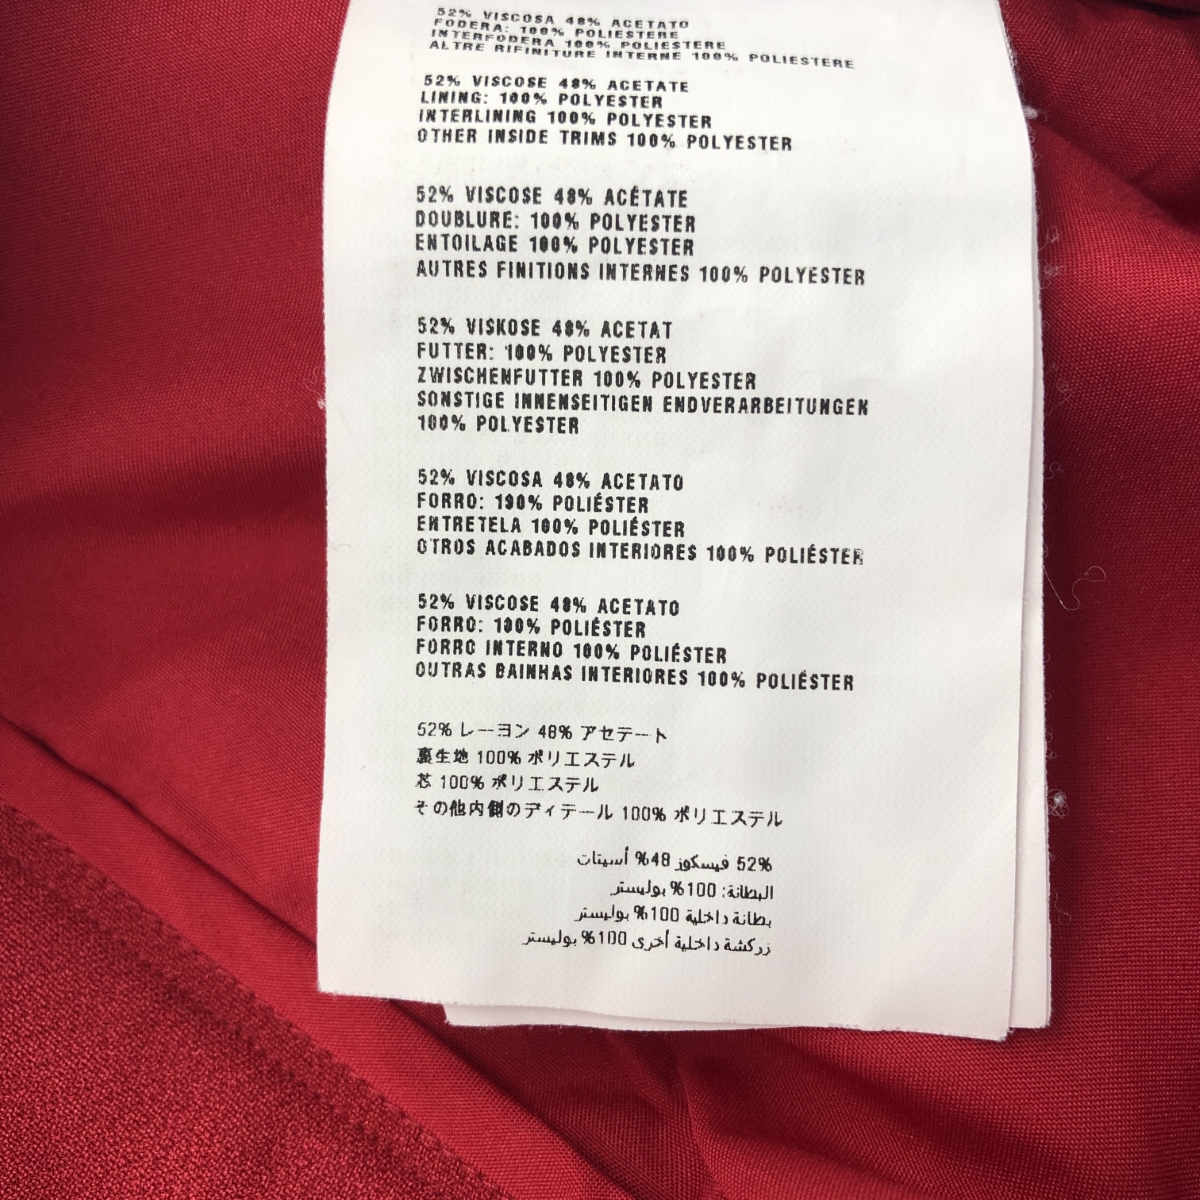 52% VISCOSA 48% ACETATO
FODERA: 100% POLIESTERE
INTERFODERA 100% POLIESTERE
ALTRE RIFINITURE INTERNE 100% POLIESTERE
52% VISCOSE 48% ACETATE
LINING: 100% POLYESTER
INTERLINING 100% POLYESTER
OTHER INSIDE TRIMS 100% POLYESTER
52% VISCOSE 48% ACÉTATE
DOUBLURE: 100% POLYESTER
ENTOILAGE 100% POLYESTER
AUTRES FINITIONS INTERNES 100% POLYESTER
52% VISKOSE 48% ACETAT
FUTTER: 100% POLYESTER
ZWISCHENFUTTER 100% POLYESTER
SONSTIGE INNENSEITIGEN ENDVERARBEITUNGEN
100% POLYESTER
52% VISCOSA 48% ACETATO
FORRO: 100% POLIÉSTER
ENTRETELA 100% POLIÉSTER
OTROS ACABADOS INTERIORES 100% POLIÉSTER
52% VISCOSE 48% ACETATO
FORRO: 100% POLIÉSTER
FORRO INTERNO 100% POLIÉSTER
OUTRAS BAINHAS INTERIORES 100% POLIÉSTER
52% レーヨン 48% アセテート
裏生地 100% ポリエステル
芯 100% ポリエステル
その他内側のディテール 100% ポリエステル
52% فيسكوز 48% أسيتات
البطانة: 100% بوليستر
بطانة داخلية 100% بوليستر
زركشة داخلية أخرى 100% بوليستر